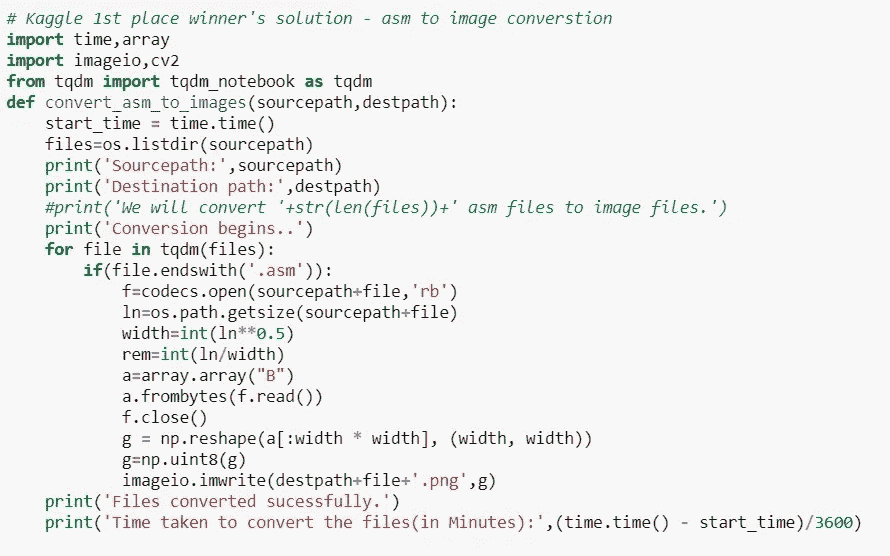 # Kaggle 1st place winner's solution - asm to image converstion
import time,array
import imageio,cv2
from tqdm import tqdm_notebook as tqdm
def convert_asm_to_images(sourcepath,destpath):
    start_time = time.time()
    files=os.listdir(sourcepath)
    print('Sourcepath:',sourcepath)
    print('Destination path:',destpath)
    #print('We will convert '+str(len(files))+' asm files to image files.')
    print('Conversion begins..')
    for file in tqdm(files):
        if(file.endswith('.asm')):
            f=codecs.open(sourcepath+file,'rb')
            ln=os.path.getsize(sourcepath+file)
            width=int(ln**0.5)
            rem=int(ln/width)
            a=array.array("B")
            a.frombytes(f.read())
            f.close()
            g = np.reshape(a[:width * width], (width, width))
            g=np.uint8(g)
            imageio.imwrite(destpath+file+'.png',g)
    print('Files converted sucessfully.')
    print('Time taken to convert the files(in Minutes):',(time.time() - start_time)/3600)